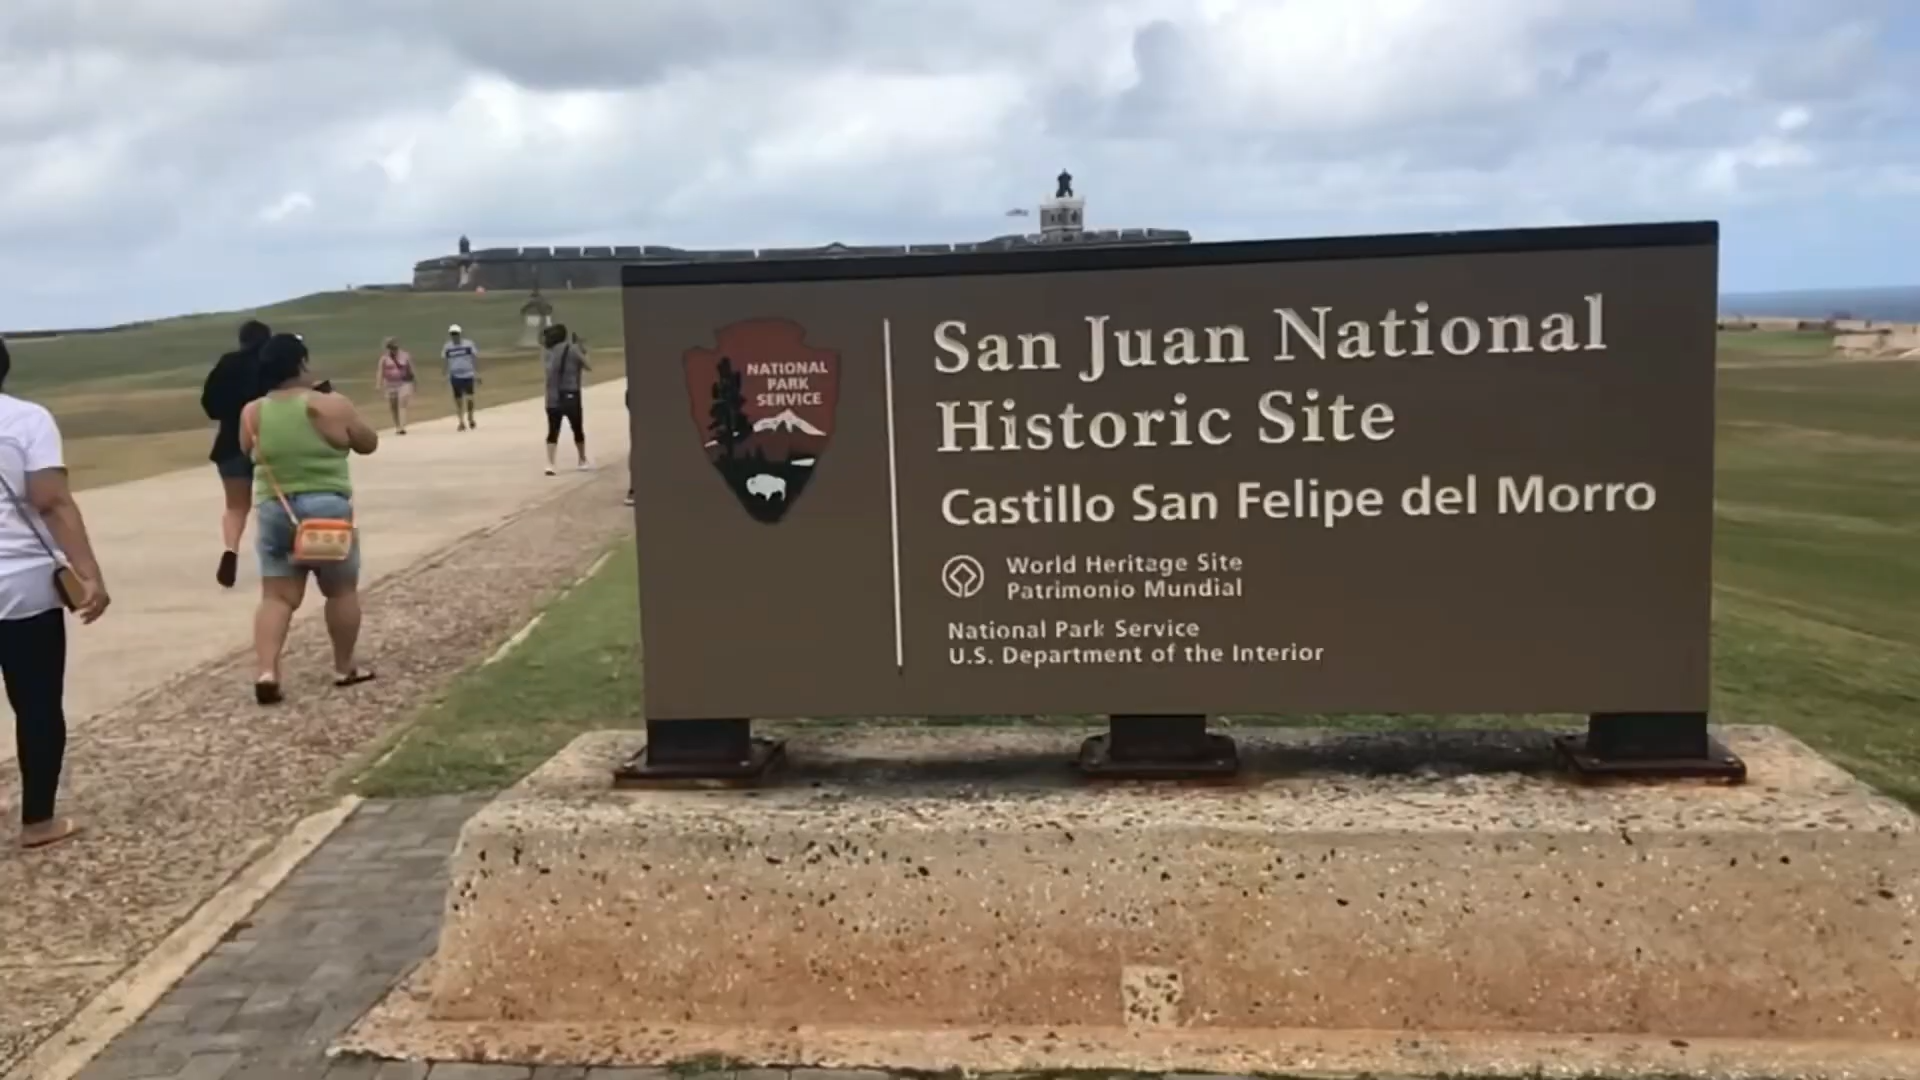 NATIONAL
PARK
SERVICE
San Juan National
Historic Site
Castillo San Felipe del Morro
World Heritage Site
Patrimonio Mundial
National Park Service
U.S. Department of the Interior